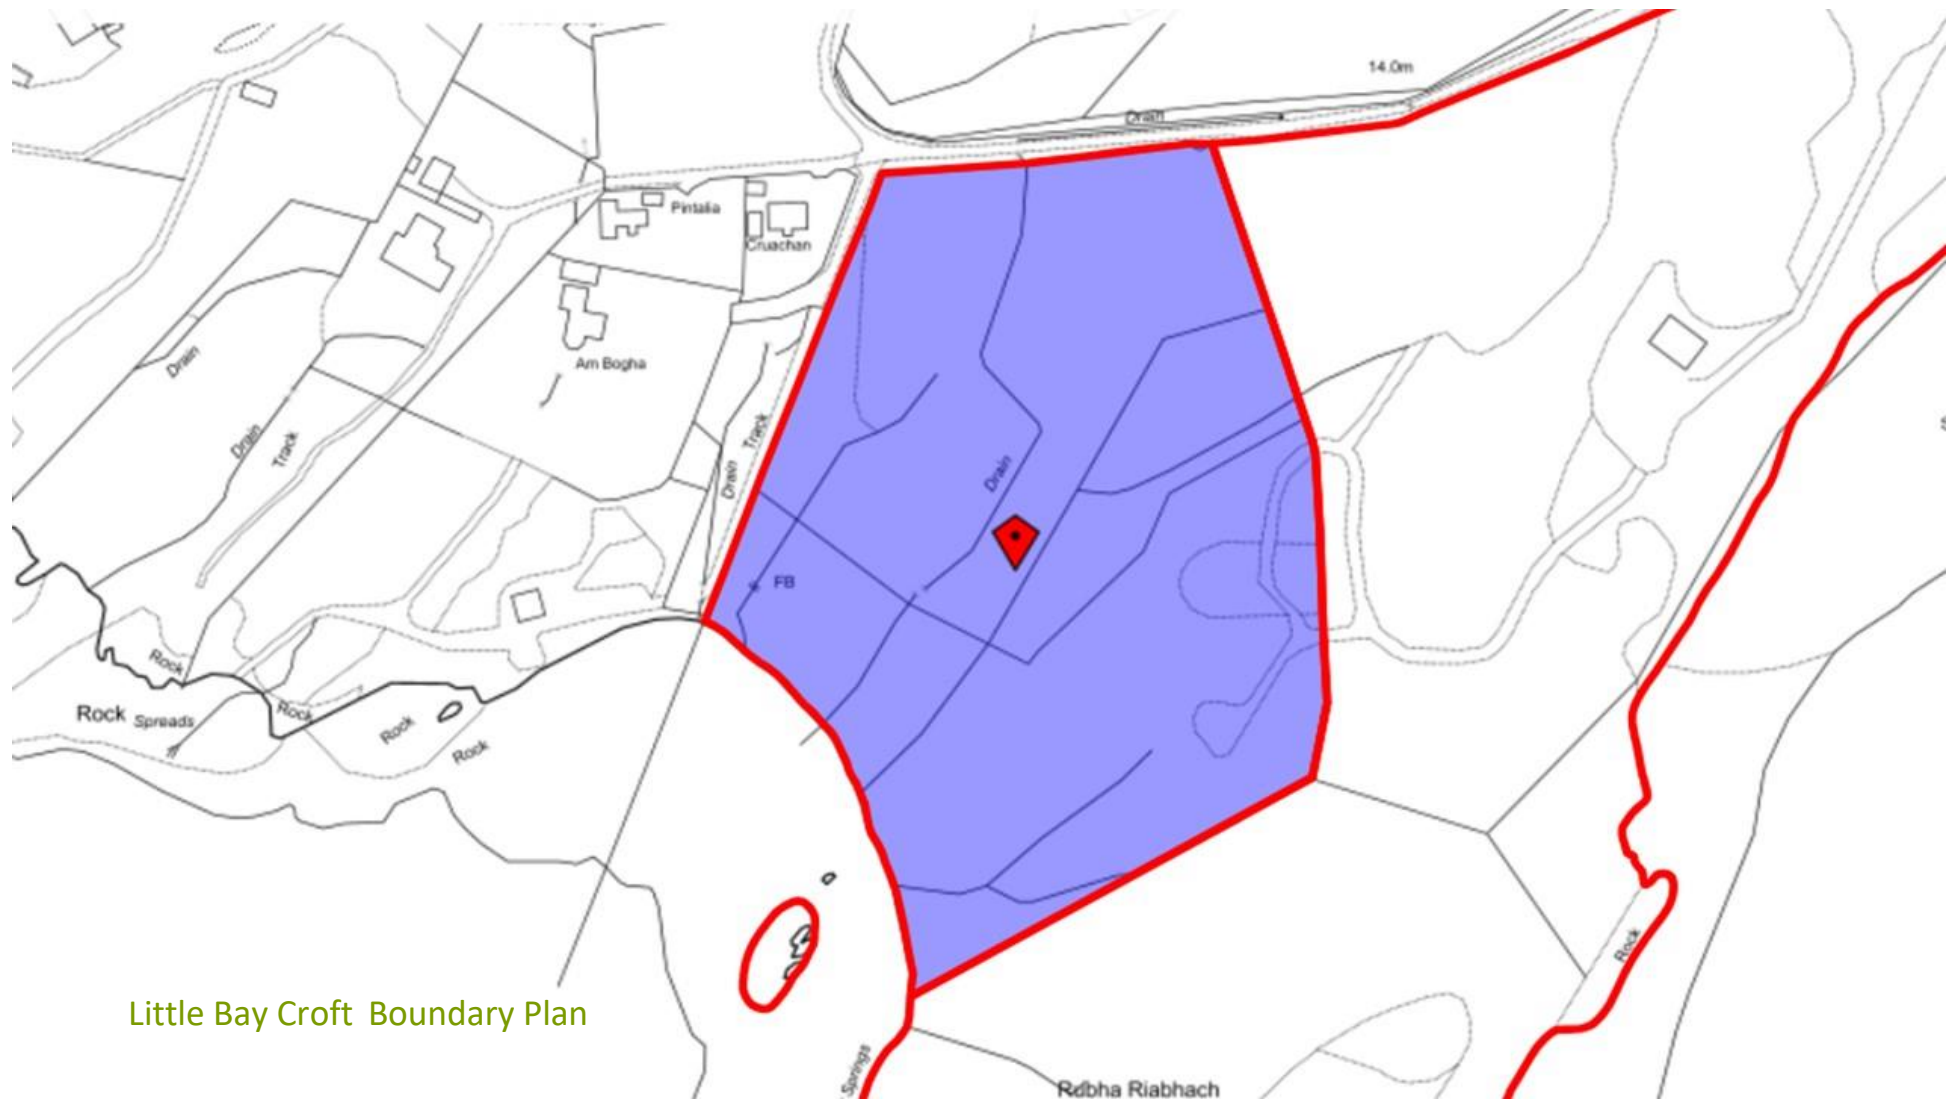 14.0m
Drain
Pintalia
Cruachan
Drain
Am Bogha
Drain
Track
Track
Drain
Drain
FB
Rock
Rock
Spreads
Rock
Rock
Rock
Rock
Little Bay Croft Boundary Plan
Springs
Rubha Riabhach